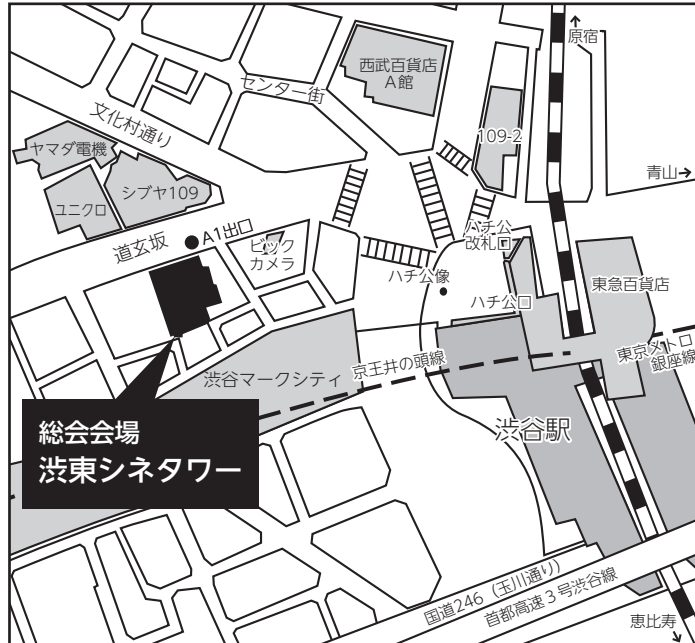 原宿
西武百貨店
A館
センター街
文化村通り
109-2
ヤマダ電機
シブヤ109
青山→
ユニクロ
A1出口
道玄坂
ビック
カメラ
ハチ公
改札口
ハチ公像
ハチ公口
東急百貨店
東京メトロ
銀座線
京王井の頭線
渋谷マークシティ
総会会場
渋東シネタワー
渋谷駅
国道246（玉川通り）
首都高速3号渋谷線
恵比寿